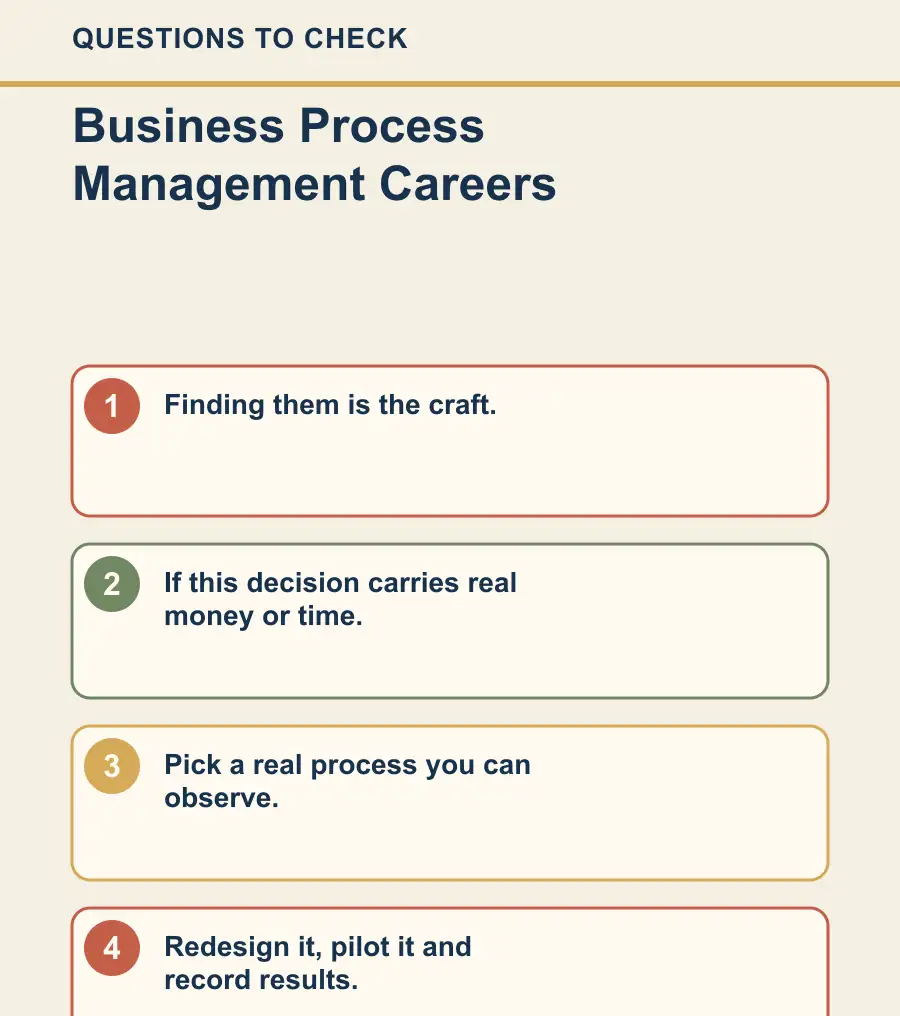 QUESTIONS TO CHECK
Business Process
Management Careers
1
Finding them is the craft.
2
If this decision carries real
money or time.
3
Pick a real process you can
observe.
4
Redesign it, pilot it and
record results.